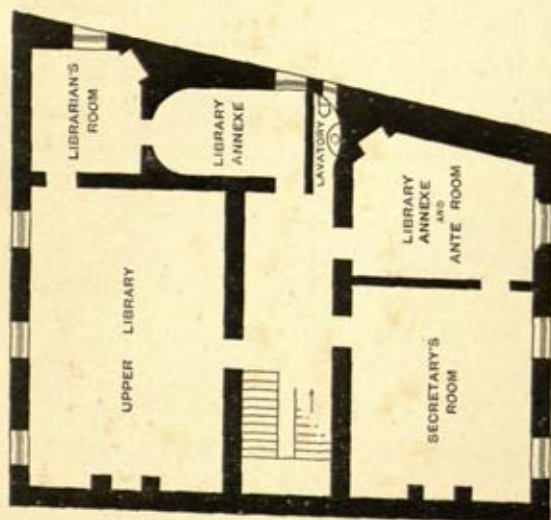 LIBRARIAN'S
ROOM
LIBRARY
ANNEXE
LAVATORY
LIBRARY
ANNEXE
AND
ANTE ROOM
UPPER LIBRARY
SECRETARY'S
ROOM